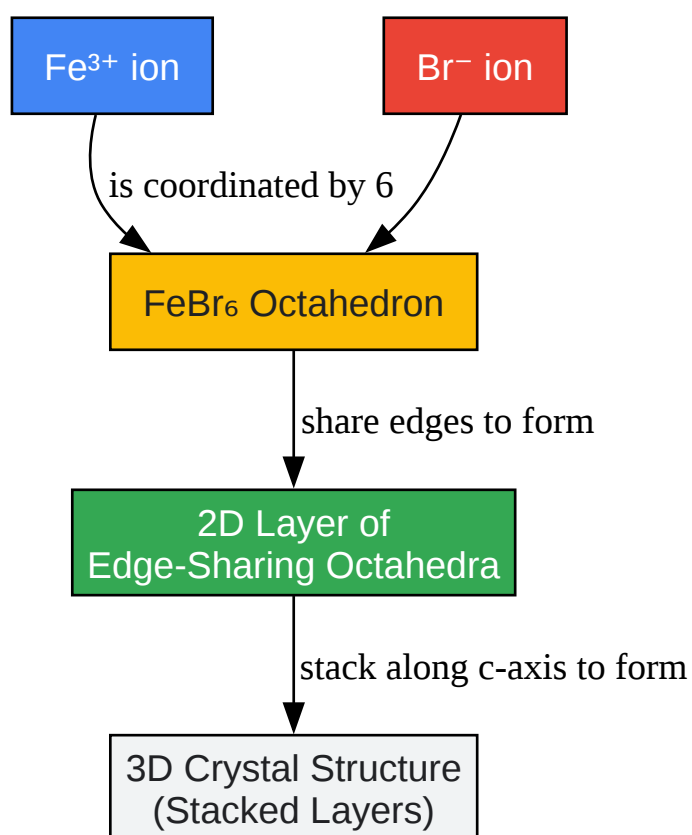 Fe³⁺ ion
Br⁻ ion
is coordinated by 6
FeBr₆ Octahedron
share edges to form
2D Layer of
Edge-Sharing Octahedra
stack along c-axis to form
3D Crystal Structure
(Stacked Layers)